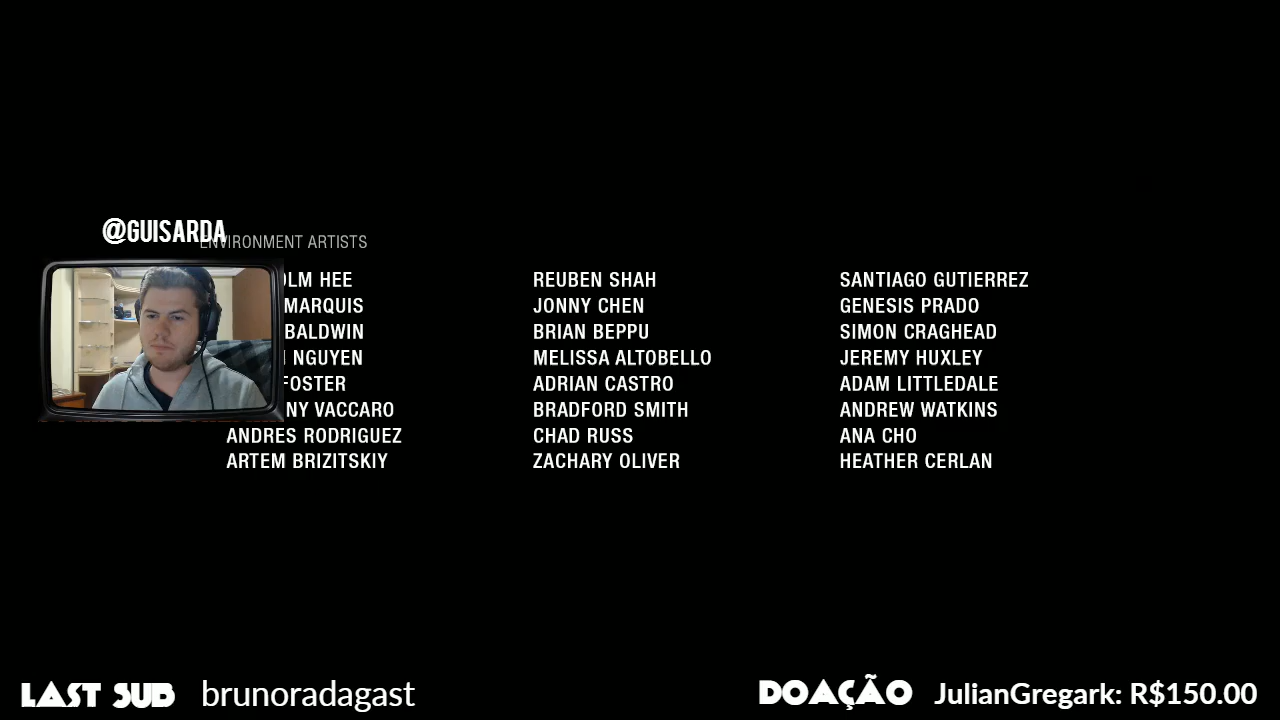 @GUISARDA
ENVIRONMENT ARTISTS
HEE
MARQUIS
BALDWIN
NGUYEN
FOSTER
VACCARO
ANDRES RODRIGUEZ
ARTEM BRIZITSKIY
REUBEN SHAH
JONNY CHEN
BRIAN BEPPU
MELISSA ALTOBELLO
ADRIAN CASTRO
BRADFORD SMITH
CHAD RUSS
ZACHARY OLIVER
SANTIAGO GUTIERREZ
GENESIS PRADO
SIMON CRAGHEAD
JEREMY HUXLEY
ADAM LITTLEDALE
ANDREW WATKINS
ANA CHO
HEATHER CERLAN
LAST SUB brunoradagast
DOAÇÃO JulianGregark: R$150.00